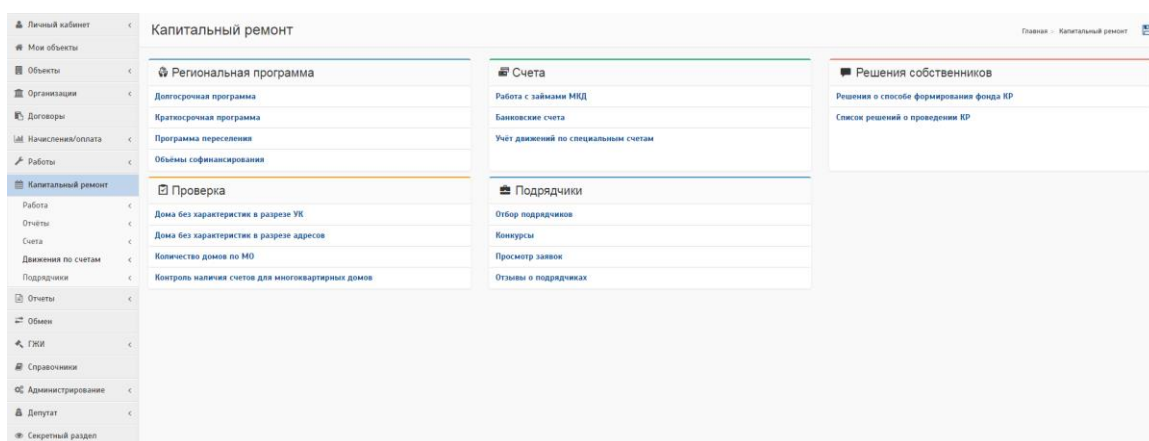 Личный кабинет
Мои объекты
Объекты
Организации
Договоры
Начисления/оплата
Работы
Капитальный ремонт
Работа
Отчёты
Счета
Движения по счетам
Подрядчики
Отчеты
Обмен
ГЖИ
Справочники
Администрирование
Депутат
Секретный раздел
Капитальный ремонт
Главная > Капитальный ремонт
Региональная программа
Долгосрочная программа
Краткосрочная программа
Программа переселения
Объёмы софинансирования
Счета
Работа с займами МКД
Банковские счета
Учёт движений по специальным счетам
Решения собственников
Решения о способе формирования фонда КР
Список решений о проведении КР
Проверка
Дома без характеристик в разрезе УК
Дома без характеристик в разрезе адресов
Количество домов по МО
Контроль наличия счетов для многоквартирных домов
Подрядчики
Отбор подрядчиков
Конкурсы
Просмотр заявок
Отзывы о подрядчиках